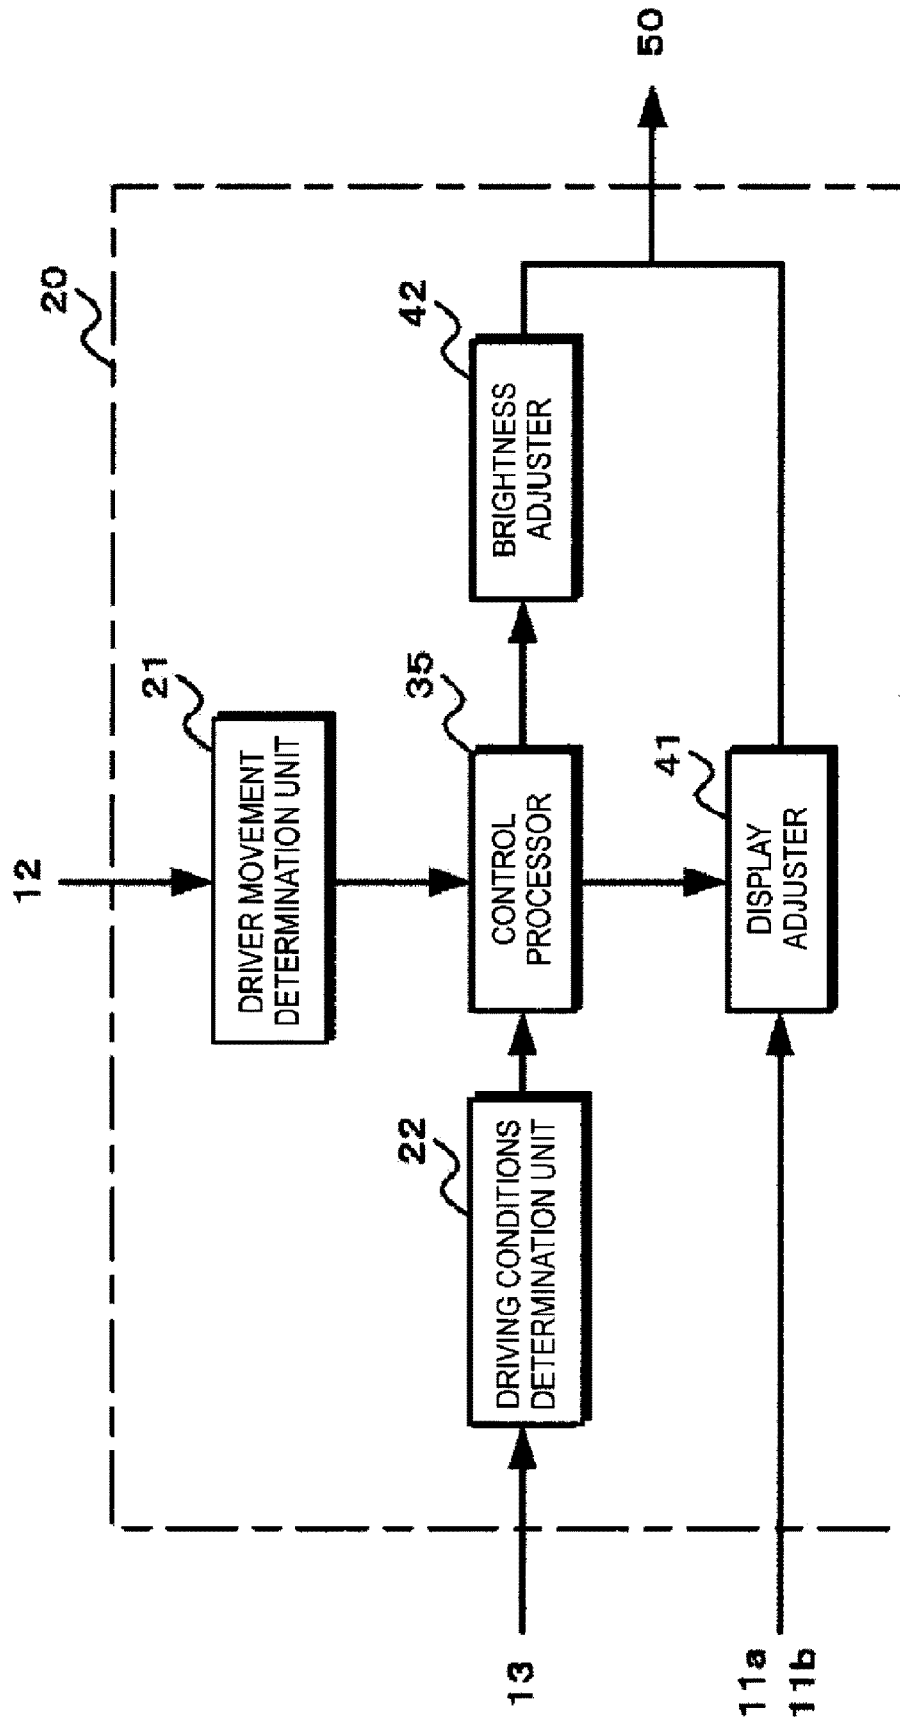 12
20
21
DRIVER MOVEMENT
DETERMINATION UNIT
13
22
DRIVING CONDITIONS
DETERMINATION UNIT
35
CONTROL
PROCESSOR
42
BRIGHTNESS
ADJUSTER
50
11a
11b
41
DISPLAY
ADJUSTER